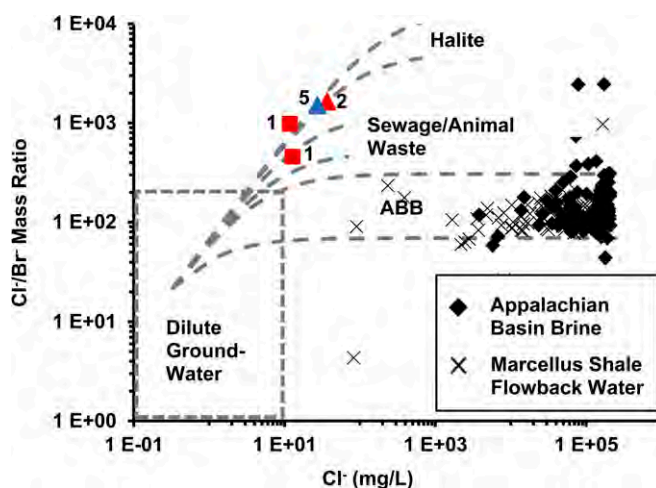 1 E+04
1 E+03
1 E+02
1 E+01
1 E+00
Cl-/Br- Mass Ratio
Halite
5
2
1
1
Sewage/Animal
Waste
ABB
Dilute
Ground-
Water
Appalachian
Basin Brine
Marcellus Shale
Flowback Water
1 E-01
1 E+01
1 E+03
1 E+05
Cl- (mg/L)